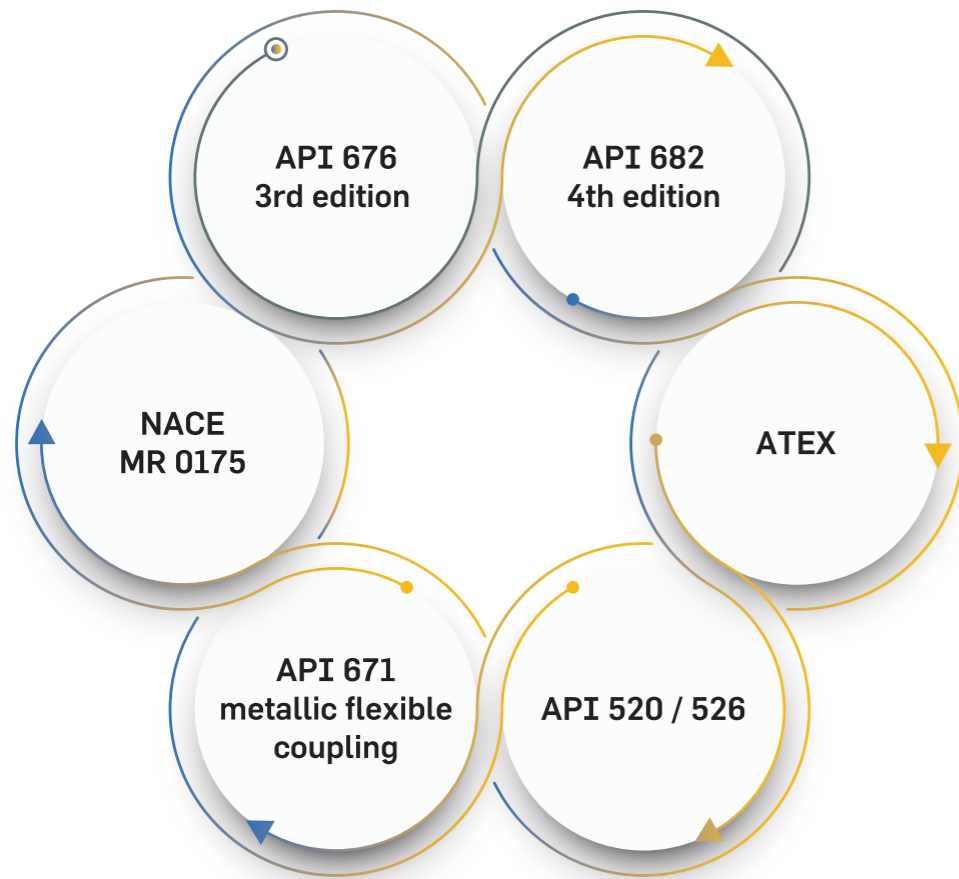 API 676
3rd edition
API 682
4th edition
NACE
MR 0175
ATEX
API 671
metallic flexible
coupling
API 520 / 526